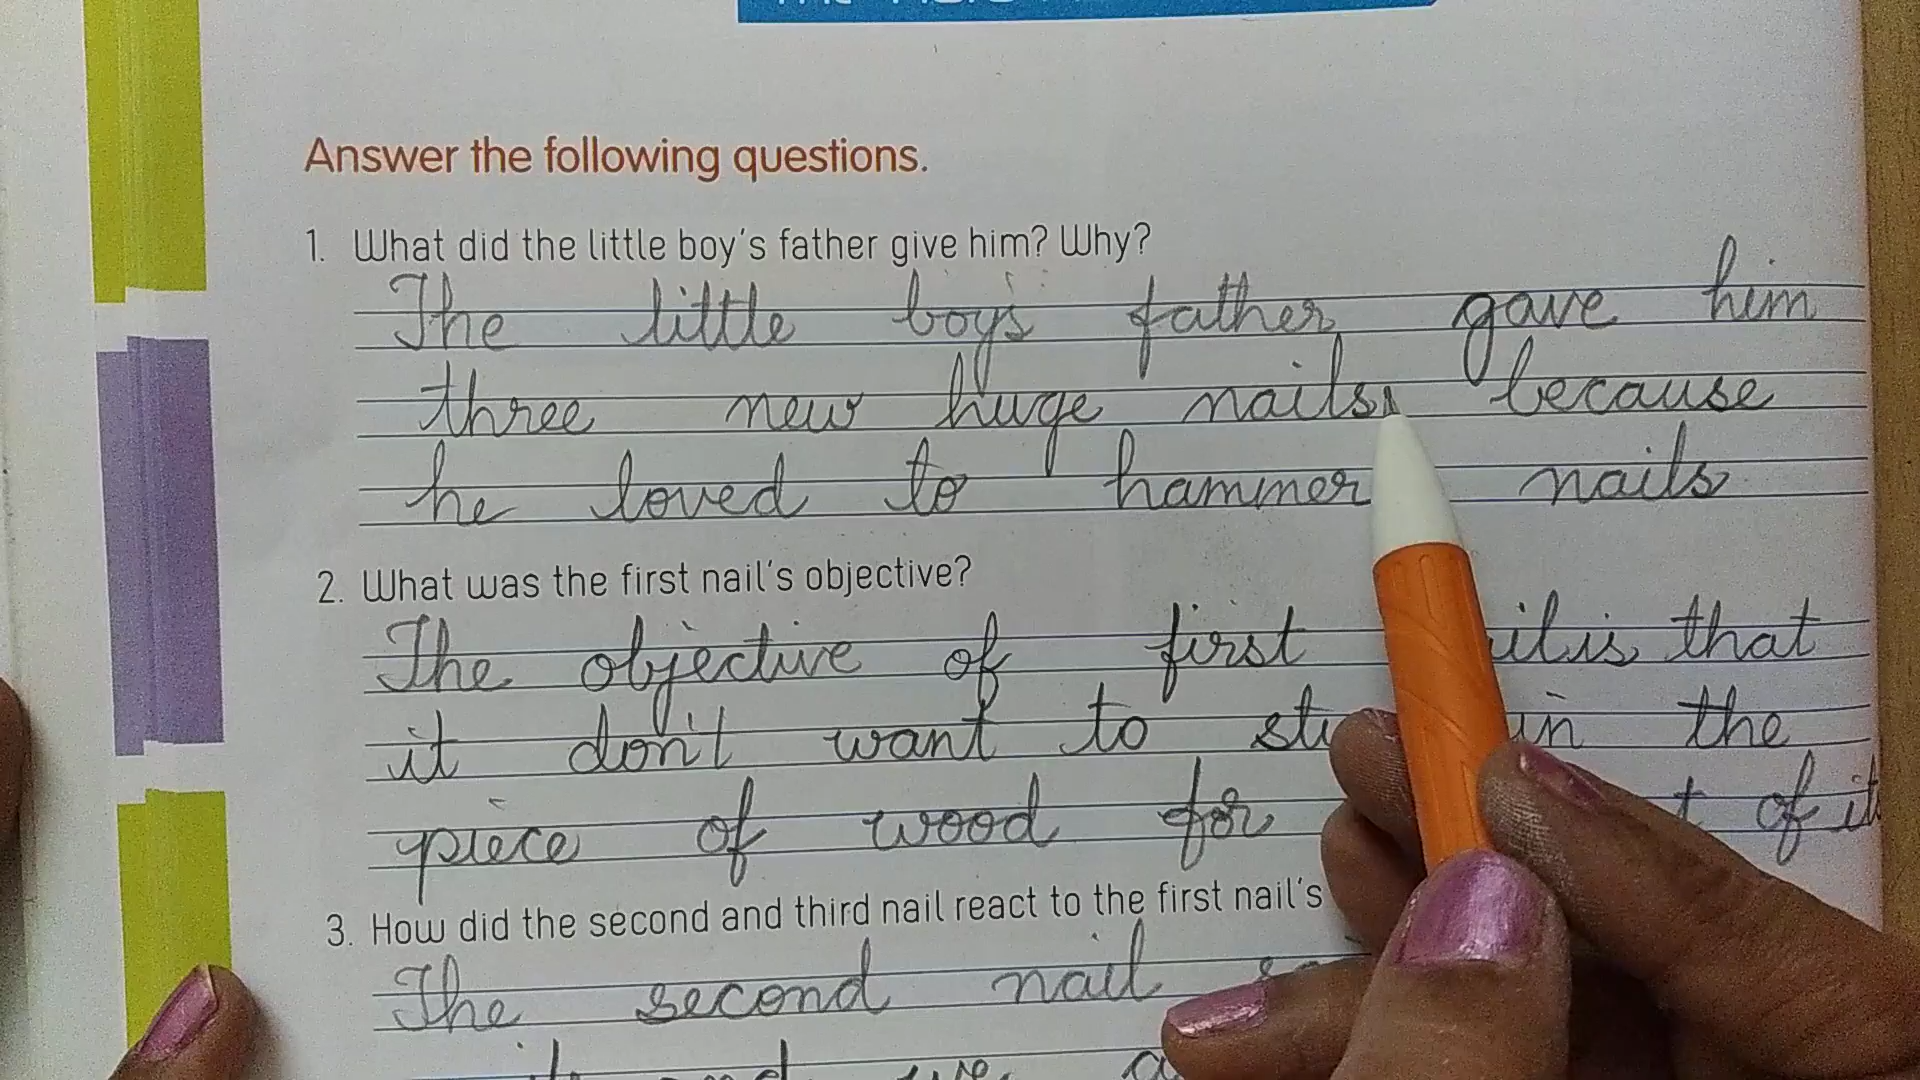 Answer the following questions.
1. What did the little boy's father give him? Why?
The little boy's father gave him
three new huge nails because
he loved to hammer nails
2. What was the first nail's objective?
The objective of first is that
it don't want to in the
piece of wood for of it
3. How did the second and third nail react to the first nail's
The second nail